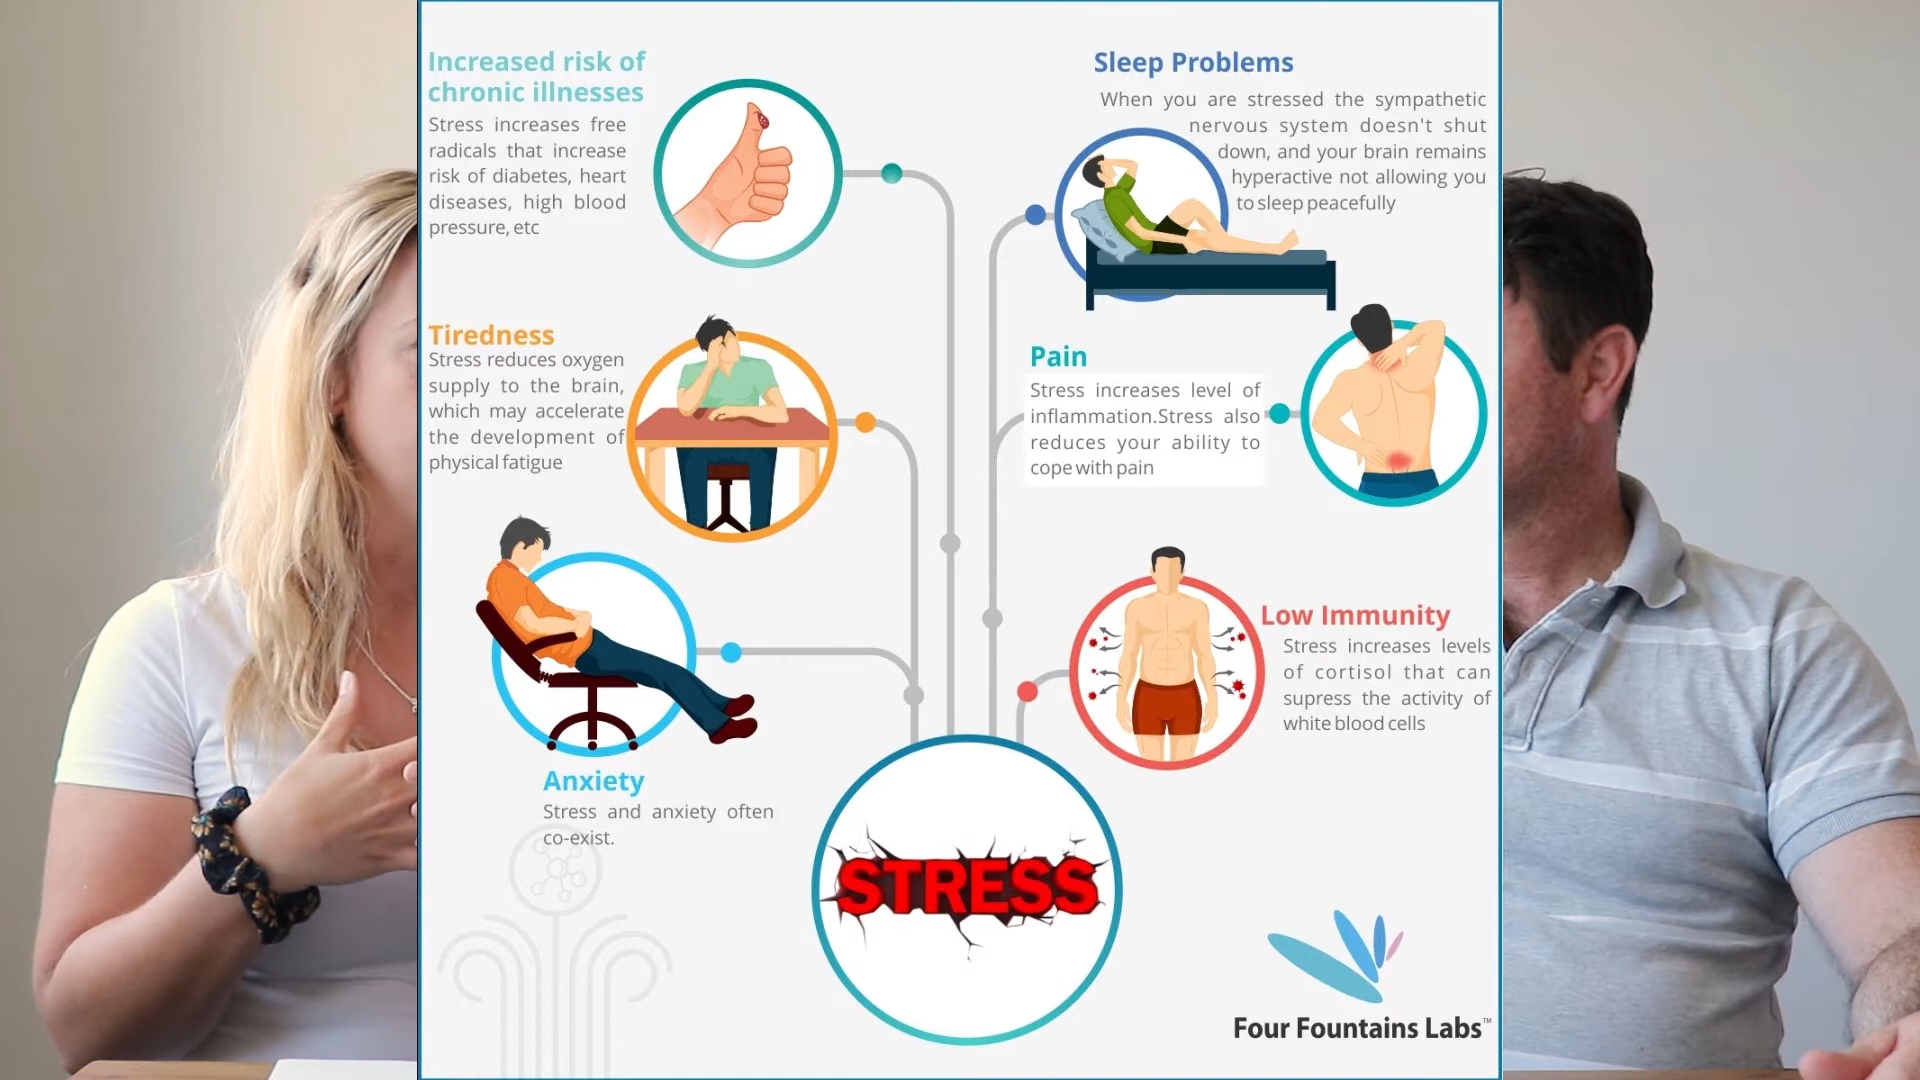 Increased risk of
chronic illnesses
Stress increases free
radicals that increase
risk of diabetes, heart
diseases, high blood
pressure, etc
Tiredness
Stress reduces oxygen
supply to the brain,
which may accelerate
the development of
physical fatigue
Anxiety
Stress and anxiety often
co-exist.
Sleep Problems
When you are stressed the sympathetic
nervous system doesn't shut
down, and your brain remains
hyperactive not allowing you
to sleep peacefully
Pain
Stress increases level of
inflammation.Stress also
reduces your ability to
cope with pain
Low Immunity
Stress increases levels
of cortisol that can
supress the activity of
white blood cells
STRESS
Four Fountains Labs™